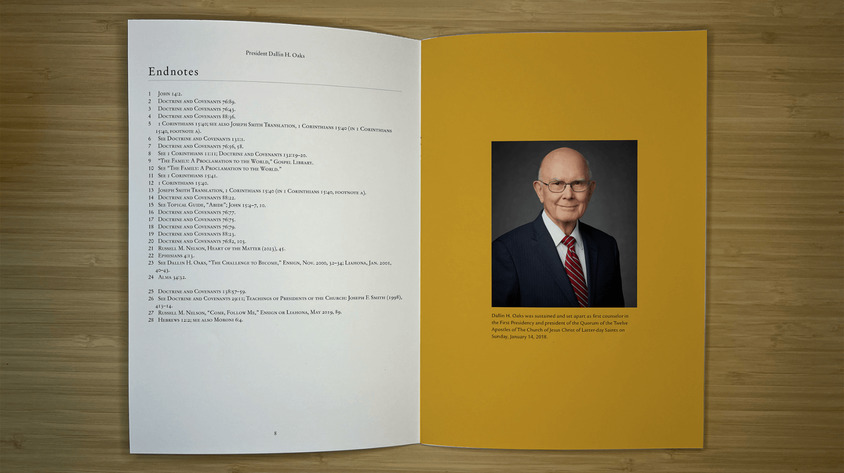 President Dallin H. Oaks
Endnotes
1 John 14:2.
2 Doctrine and Covenants 76:89.
3 Doctrine and Covenants 76:45.
4 Doctrine and Covenants 88:36.
5 1 Corinthians 15:40; see also Joseph Smith Translation, 1 Corinthians 15:40 (in 1 Corinthians
15:40, footnote a).
6 See Doctrine and Covenants 131:1.
7 Doctrine and Covenants 76:56, 58.
8 See 1 Corinthians 11:11; Doctrine and Covenants 132:19–20.
9 “The Family: A Proclamation to the World,” Gospel Library.
10 See “The Family: A Proclamation to the World.”
11 See 1 Corinthians 15:41.
12 1 Corinthians 15:40.
13 Joseph Smith Translation, 1 Corinthians 15:40 (in 1 Corinthians 15:40, footnote a).
14 Doctrine and Covenants 88:22.
15 See Topical Guide, “Abide”; John 15:4–7, 10.
16 Doctrine and Covenants 76:77.
17 Doctrine and Covenants 76:75.
18 Doctrine and Covenants 76:79.
19 Doctrine and Covenants 88:23.
20 Doctrine and Covenants 76:82, 105.
21 Russell M. Nelson, Heart of the Matter (2023), 45.
22 Ephesians 4:13.
23 See Dallin H. Oaks, “The Challenge to Become,” Ensign, Nov. 2000, 32–34; Liahona, Jan. 2001,
40–43.
24 Alma 34:32.
25 Doctrine and Covenants 138:57–59.
26 See Doctrine and Covenants 29:11; Teachings of Presidents of the Church: Joseph F. Smith (1998),
413–14.
27 Russell M. Nelson, “Come, Follow Me,” Ensign or Liahona, May 2019, 89.
28 Hebrews 12:2; see also Moroni 6:4.
8
Dallin H. Oaks was sustained and set apart as first counselor in
the First Presidency and president of the Quorum of the Twelve
Apostles of The Church of Jesus Christ of Latter-day Saints on
Sunday, January 14, 2018.